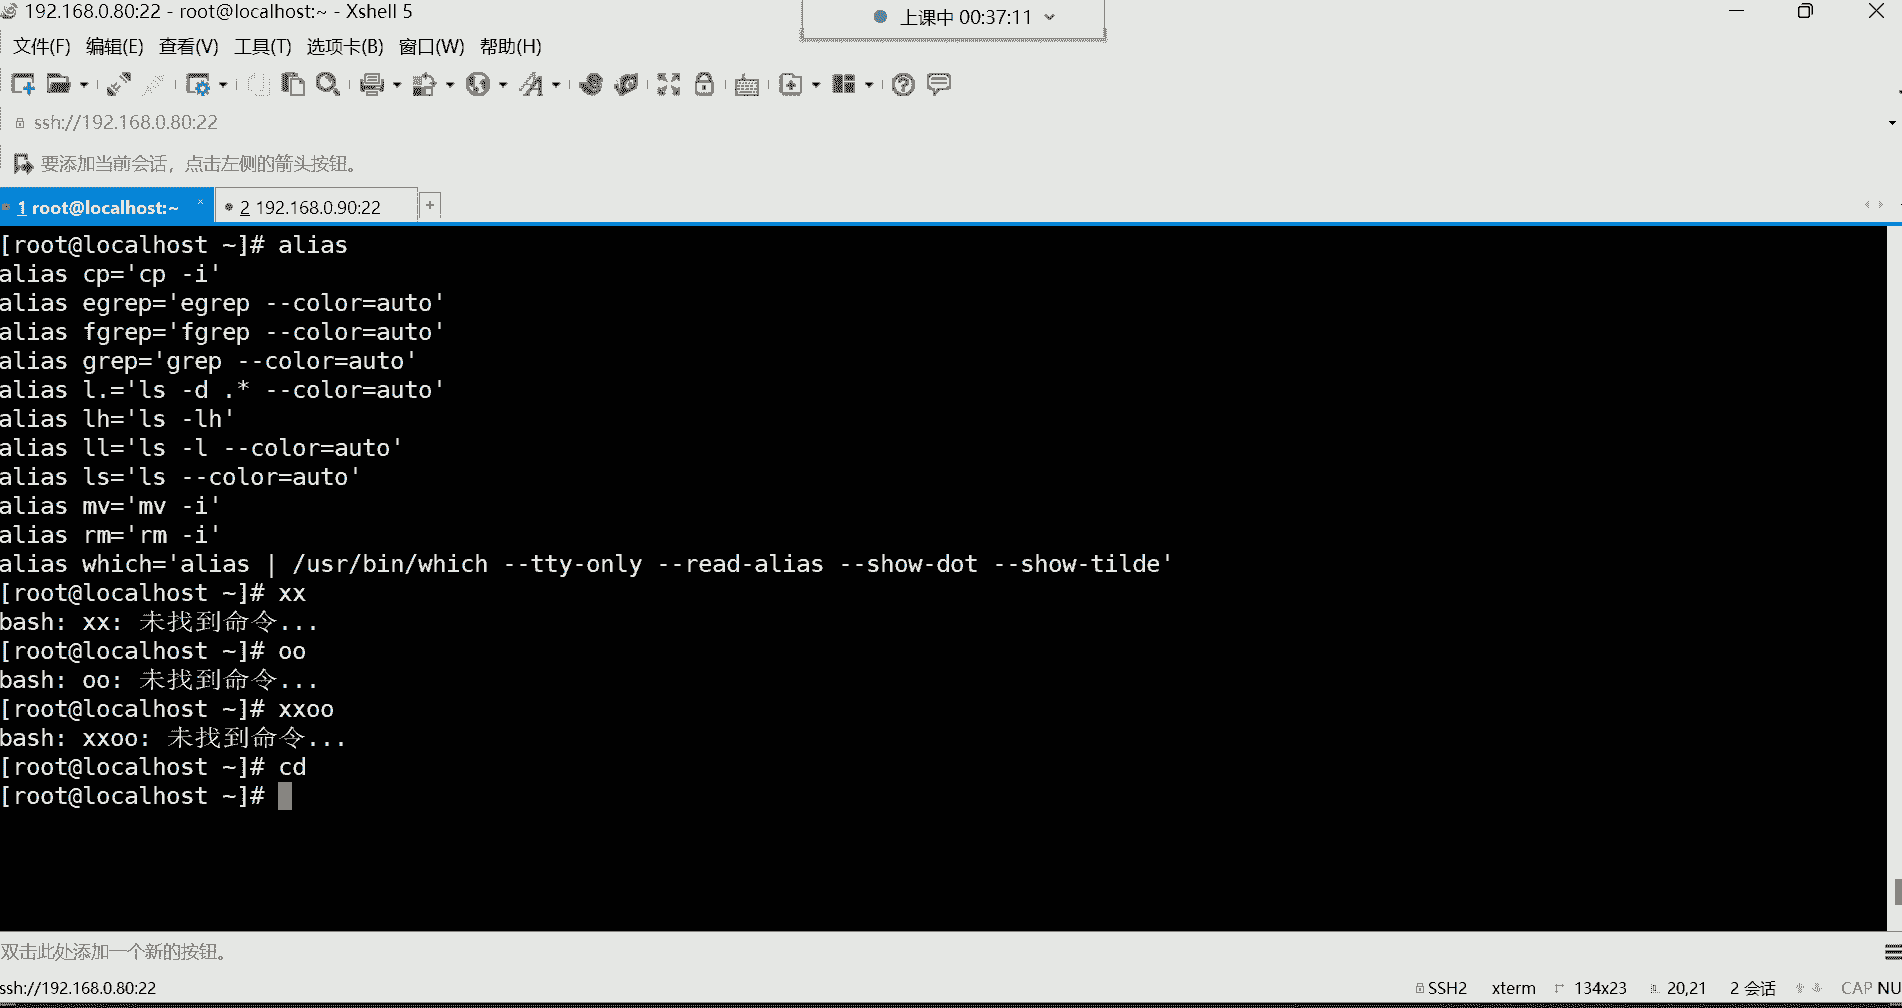 192.168.0.80:22 - root@localhost:~ - Xshell 5
上课中 00:37:11
文件(F) 编辑(E) 查看(V) 工具(T) 选项卡(B) 窗口(W) 帮助(H)
ssh://192.168.0.80:22
要添加当前会话，点击左侧的箭头按钮。
1 root@localhost:~ × 2 192.168.0.90:22 +
[root@localhost ~]# alias
alias cp='cp -i'
alias egrep='egrep --color=auto'
alias fgrep='fgrep --color=auto'
alias grep='grep --color=auto'
alias l.='ls -d .* --color=auto'
alias lh='ls -lh'
alias ll='ls -l --color=auto'
alias ls='ls --color=auto'
alias mv='mv -i'
alias rm='rm -i'
alias which='alias | /usr/bin/which --tty-only --read-alias --show-dot --show-tilde'
[root@localhost ~]# xx
bash: xx: 未找到命令...
[root@localhost ~]# oo
bash: oo: 未找到命令...
[root@localhost ~]# xxoo
bash: xxoo: 未找到命令...
[root@localhost ~]# cd
[root@localhost ~]#
双击此处添加一个新的按钮。
ssh://192.168.0.80:22 SSH2 xterm 134x23 20,21 2 会话 CAP NU